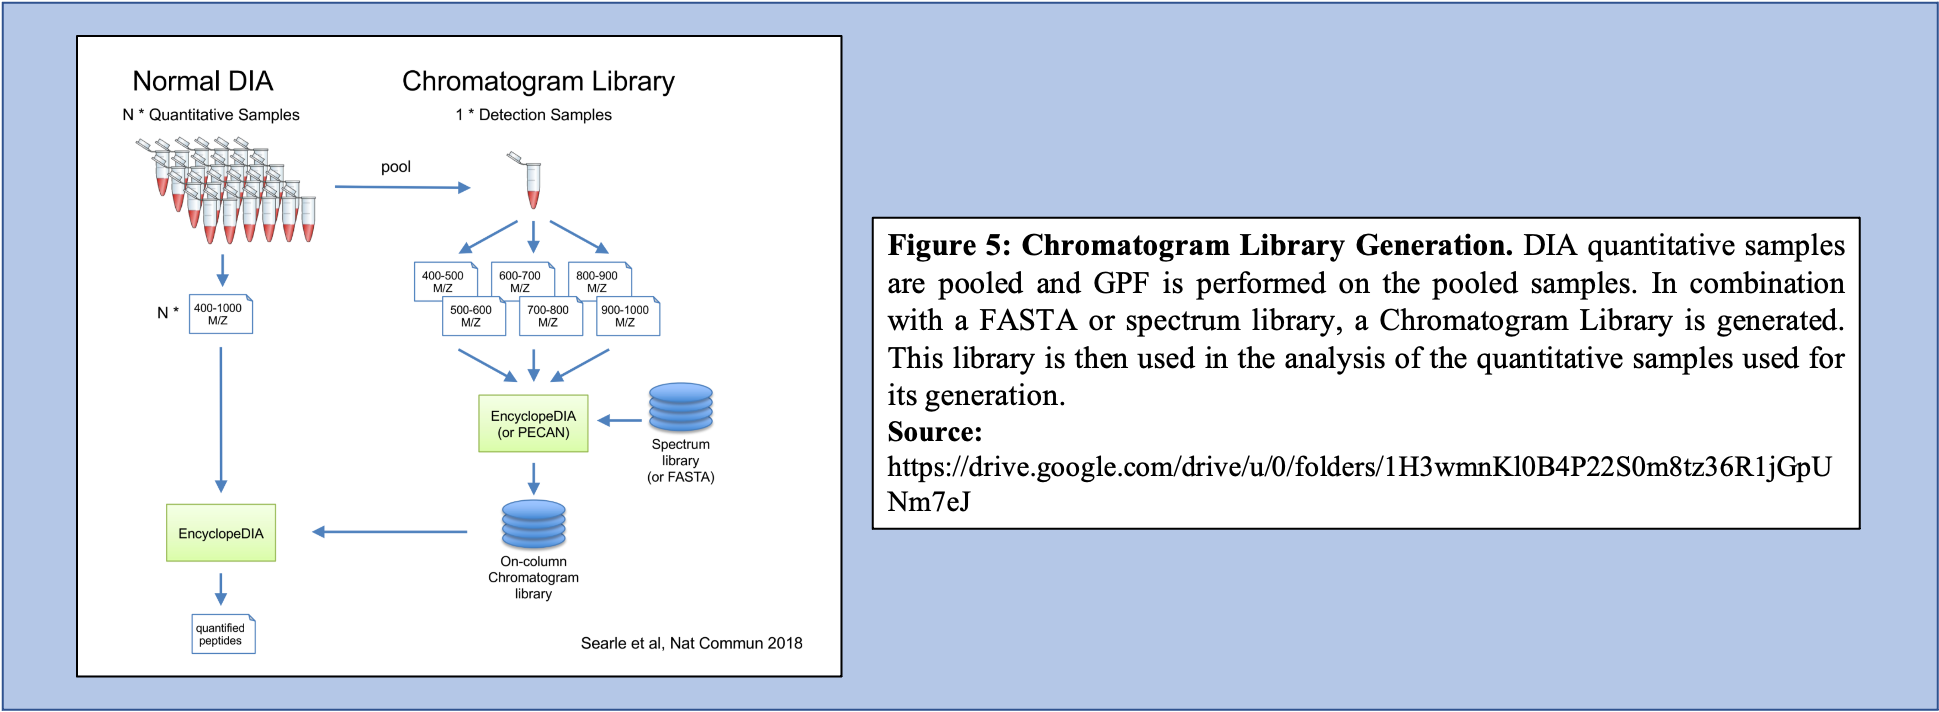 Normal DIA
N * Quantitative Samples
Chromatogram Library
1 * Detection Samples
pool
400-500
M/Z
600-700
M/Z
800-900
M/Z
500-600
M/Z
700-800
M/Z
900-1000
M/Z
N *
400-1000
M/Z
EncyclopeDIA
(or PECAN)
Spectrum
library
(or FASTA)
EncyclopeDIA
On-column
Chromatogram
library
quantified
peptides
Searle et al, Nat Commun 2018
Figure 5: Chromatogram Library Generation. DIA quantitative samples
are pooled and GPF is performed on the pooled samples. In combination
with a FASTA or spectrum library, a Chromatogram Library is generated.
This library is then used in the analysis of the quantitative samples used for
its generation.
Source:
https://drive.google.com/drive/u/0/folders/1H3wmnKl0B4P22S0m8tz36R1jGpU
Nm7eJ